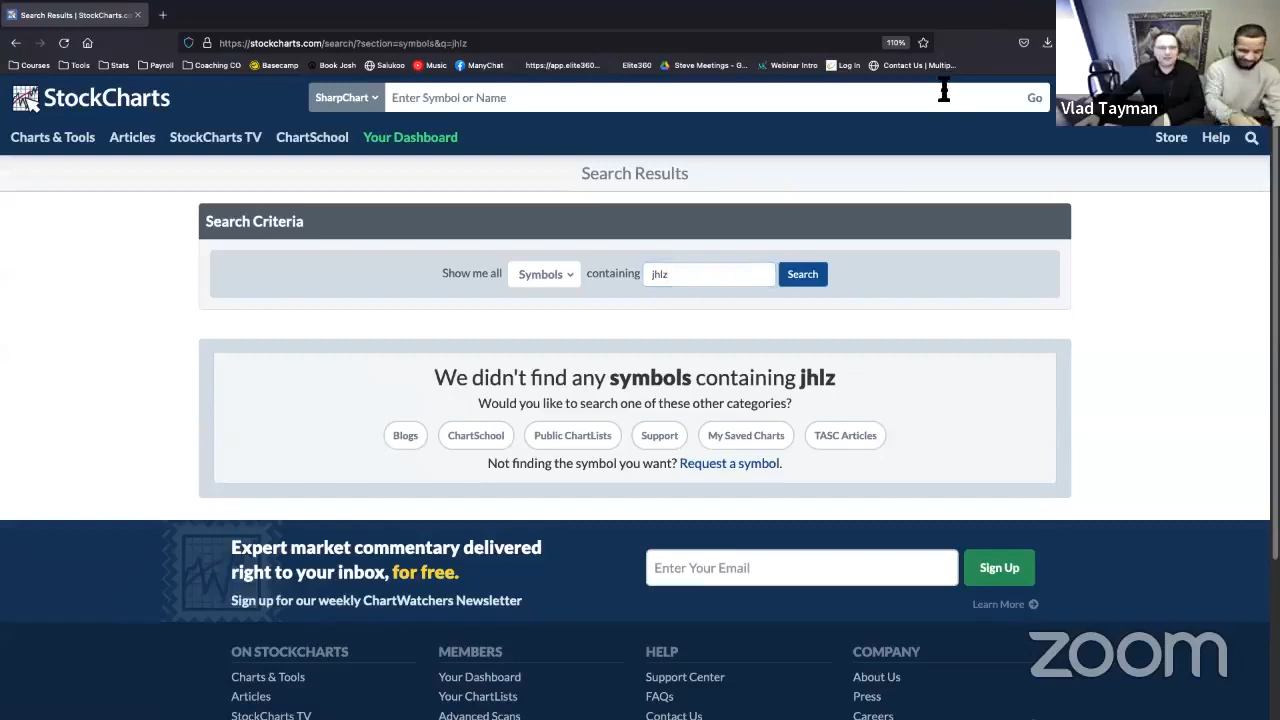 Search Results | StockCharts.co
https://stockcharts.com/search/?section=symbols&q=jhlz
110%
Courses
Tools
Stats
Payroll
Coaching CO
Basecamp
Book Josh
Salukoo
Music
ManyChat
https://app.elite360...
Elite360
Steve Meetings - G...
Webinar Intro
Log In
Contact Us | Multip...
StockCharts
SharpChart
Enter Symbol or Name
Go
Vlad Tayman
Charts & Tools
Articles
StockCharts TV
ChartSchool
Your Dashboard
Store
Help
Search Results
Search Criteria
Show me all Symbols containing jhlz Search
We didn't find any symbols containing jhlz
Would you like to search one of these other categories?
Blogs
ChartSchool
Public ChartLists
Support
My Saved Charts
TASC Articles
Not finding the symbol you want? Request a symbol.
Expert market commentary delivered
right to your inbox, for free.
Sign up for our weekly ChartWatchers Newsletter
Enter Your Email
Sign Up
Learn More
zoom
ON STOCKCHARTS
MEMBERS
HELP
COMPANY
Charts & Tools
Your Dashboard
Support Center
About Us
Articles
Your ChartLists
FAQs
Press
StockCharts TV
Advanced Scans
Contact Us
Careers